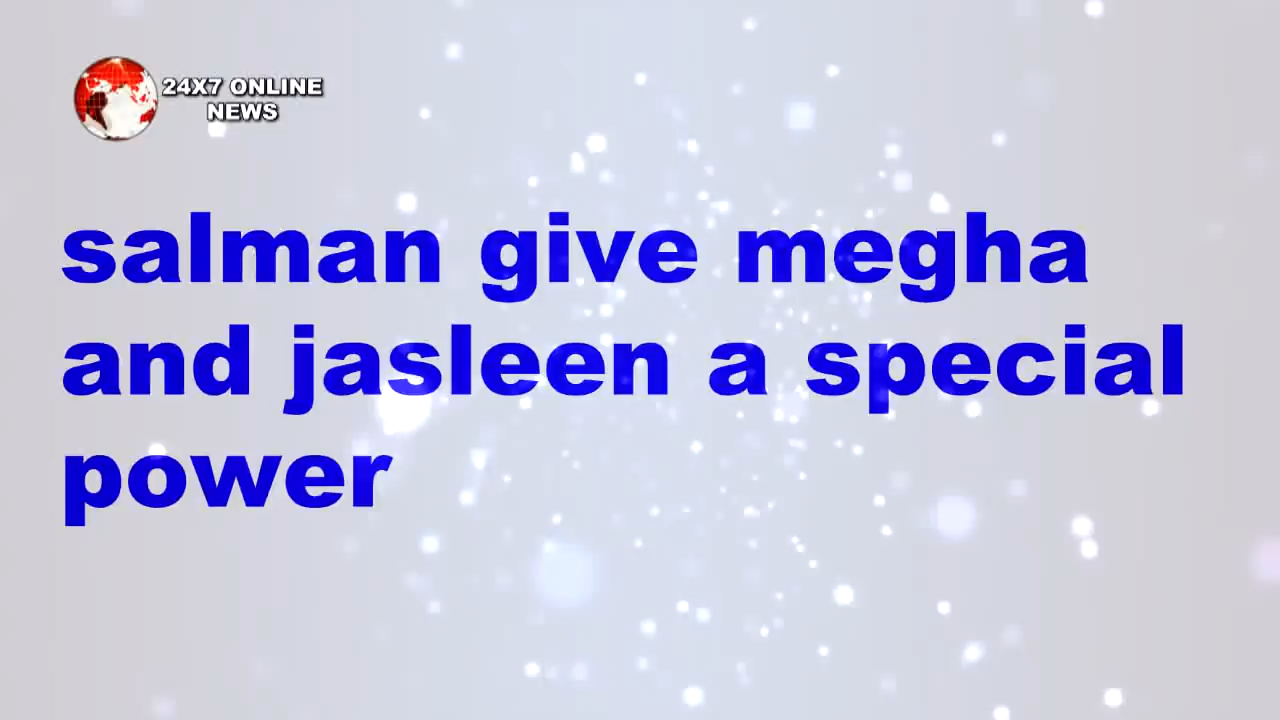 24X7 ONLINE
NEWS
salman give megha
and jasleen a special
power